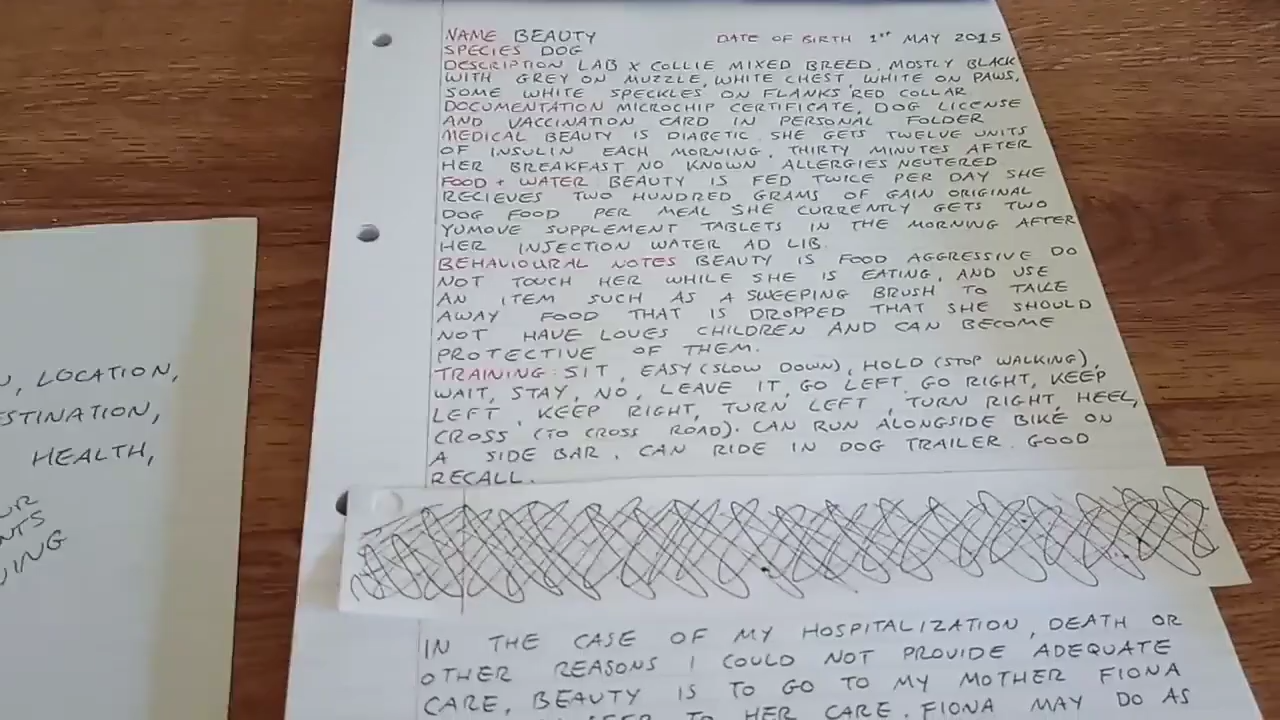 NAME BEAUTY DATE OF BIRTH 1ST MAY 2015
SPECIES DOG
DESCRIPTION LAB X COLLIE MIXED BREED, MOSTLY BLACK
WITH GREY ON MUZZLE, WHITE CHEST, WHITE ON PAWS,
SOME WHITE SPECKLES ON FLANKS RED COLLAR
DOCUMENTATION MICROCHIP CERTIFICATE, DOG LICENSE
AND VACCINATION CARD IN PERSONAL FOLDER
MEDICAL BEAUTY IS DIABETIC. SHE GETS TWELVE UNITS
OF INSULIN EACH MORNING, THIRTY MINUTES AFTER
HER BREAKFAST NO KNOWN ALLERGIES NEUTERED
FOOD + WATER BEAUTY IS FED TWICE PER DAY SHE
RECIEVES TWO HUNDRED GRAMS OF GAIN ORIGINAL
DOG FOOD PER MEAL SHE CURRENTLY GETS TWO
YUMOVE SUPPLEMENT TABLETS IN THE MORNING AFTER
HER INJECTION WATER AD LIB.
BEHAVIOURAL NOTES BEAUTY IS FOOD AGGRESSIVE DO
NOT TOUCH HER WHILE SHE IS EATING, AND USE
AN ITEM SUCH AS A SWEEPING BRUSH TO TAKE
AWAY FOOD THAT IS DROPPED THAT SHE SHOULD
NOT HAVE LOVES CHILDREN AND CAN BECOME
PROTECTIVE OF THEM.
TRAINING: SIT, EASY (SLOW DOWN), HOLD (STOP WALKING),
WAIT, STAY, NO, LEAVE IT, GO LEFT, GO RIGHT, KEEP
LEFT, KEEP RIGHT, TURN LEFT, TURN RIGHT, HEEL,
CROSS (TO CROSS ROAD). CAN RUN ALONGSIDE BIKE ON
A SIDE BAR, CAN RIDE IN DOG TRAILER. GOOD
RECALL.
IN THE CASE OF MY HOSPITALIZATION, DEATH OR
OTHER REASONS I COULD NOT PROVIDE ADEQUATE
CARE, BEAUTY IS TO GO TO MY MOTHER FIONA
TO HER CARE. FIONA MAY DO AS
LOCATION,
HEALTH,